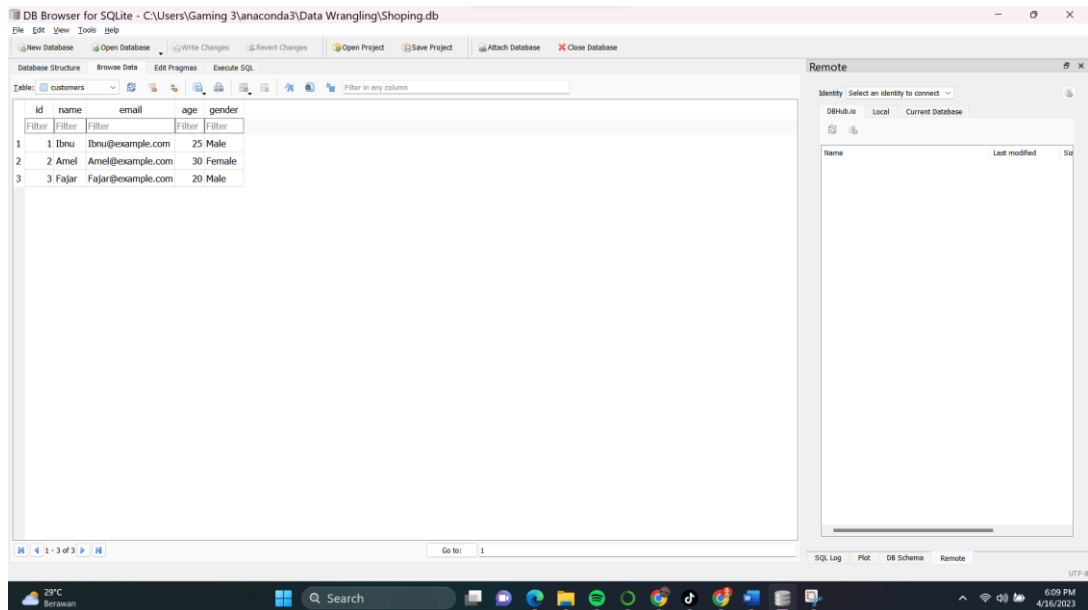 DB Browser for SQLite - C:\Users\Gaming 3\anaconda3\Data Wrangling\Shoping.db
File Edit View Tools Help
New Database Open Database Write Changes Revert Changes Open Project Save Project Attach Database Close Database
Database Structure Browse Data Edit Pragmas Execute SQL
Table: customers Filter in any column
id name email age gender
Filter Filter Filter Filter Filter
1 1 Ibnu Ibnu@example.com 25 Male
2 2 Amel Amel@example.com 30 Female
3 3 Fajar Fajar@example.com 20 Male
1 - 3 of 3 Go to: 1
Remote
Identity Select an identity to connect
DBHub.io Local Current Database
Name Last modified Siz
SQL Log Plot DB Schema Remote
UTF-8
29°C
Berawan
Search
6:09 PM
4/16/2023